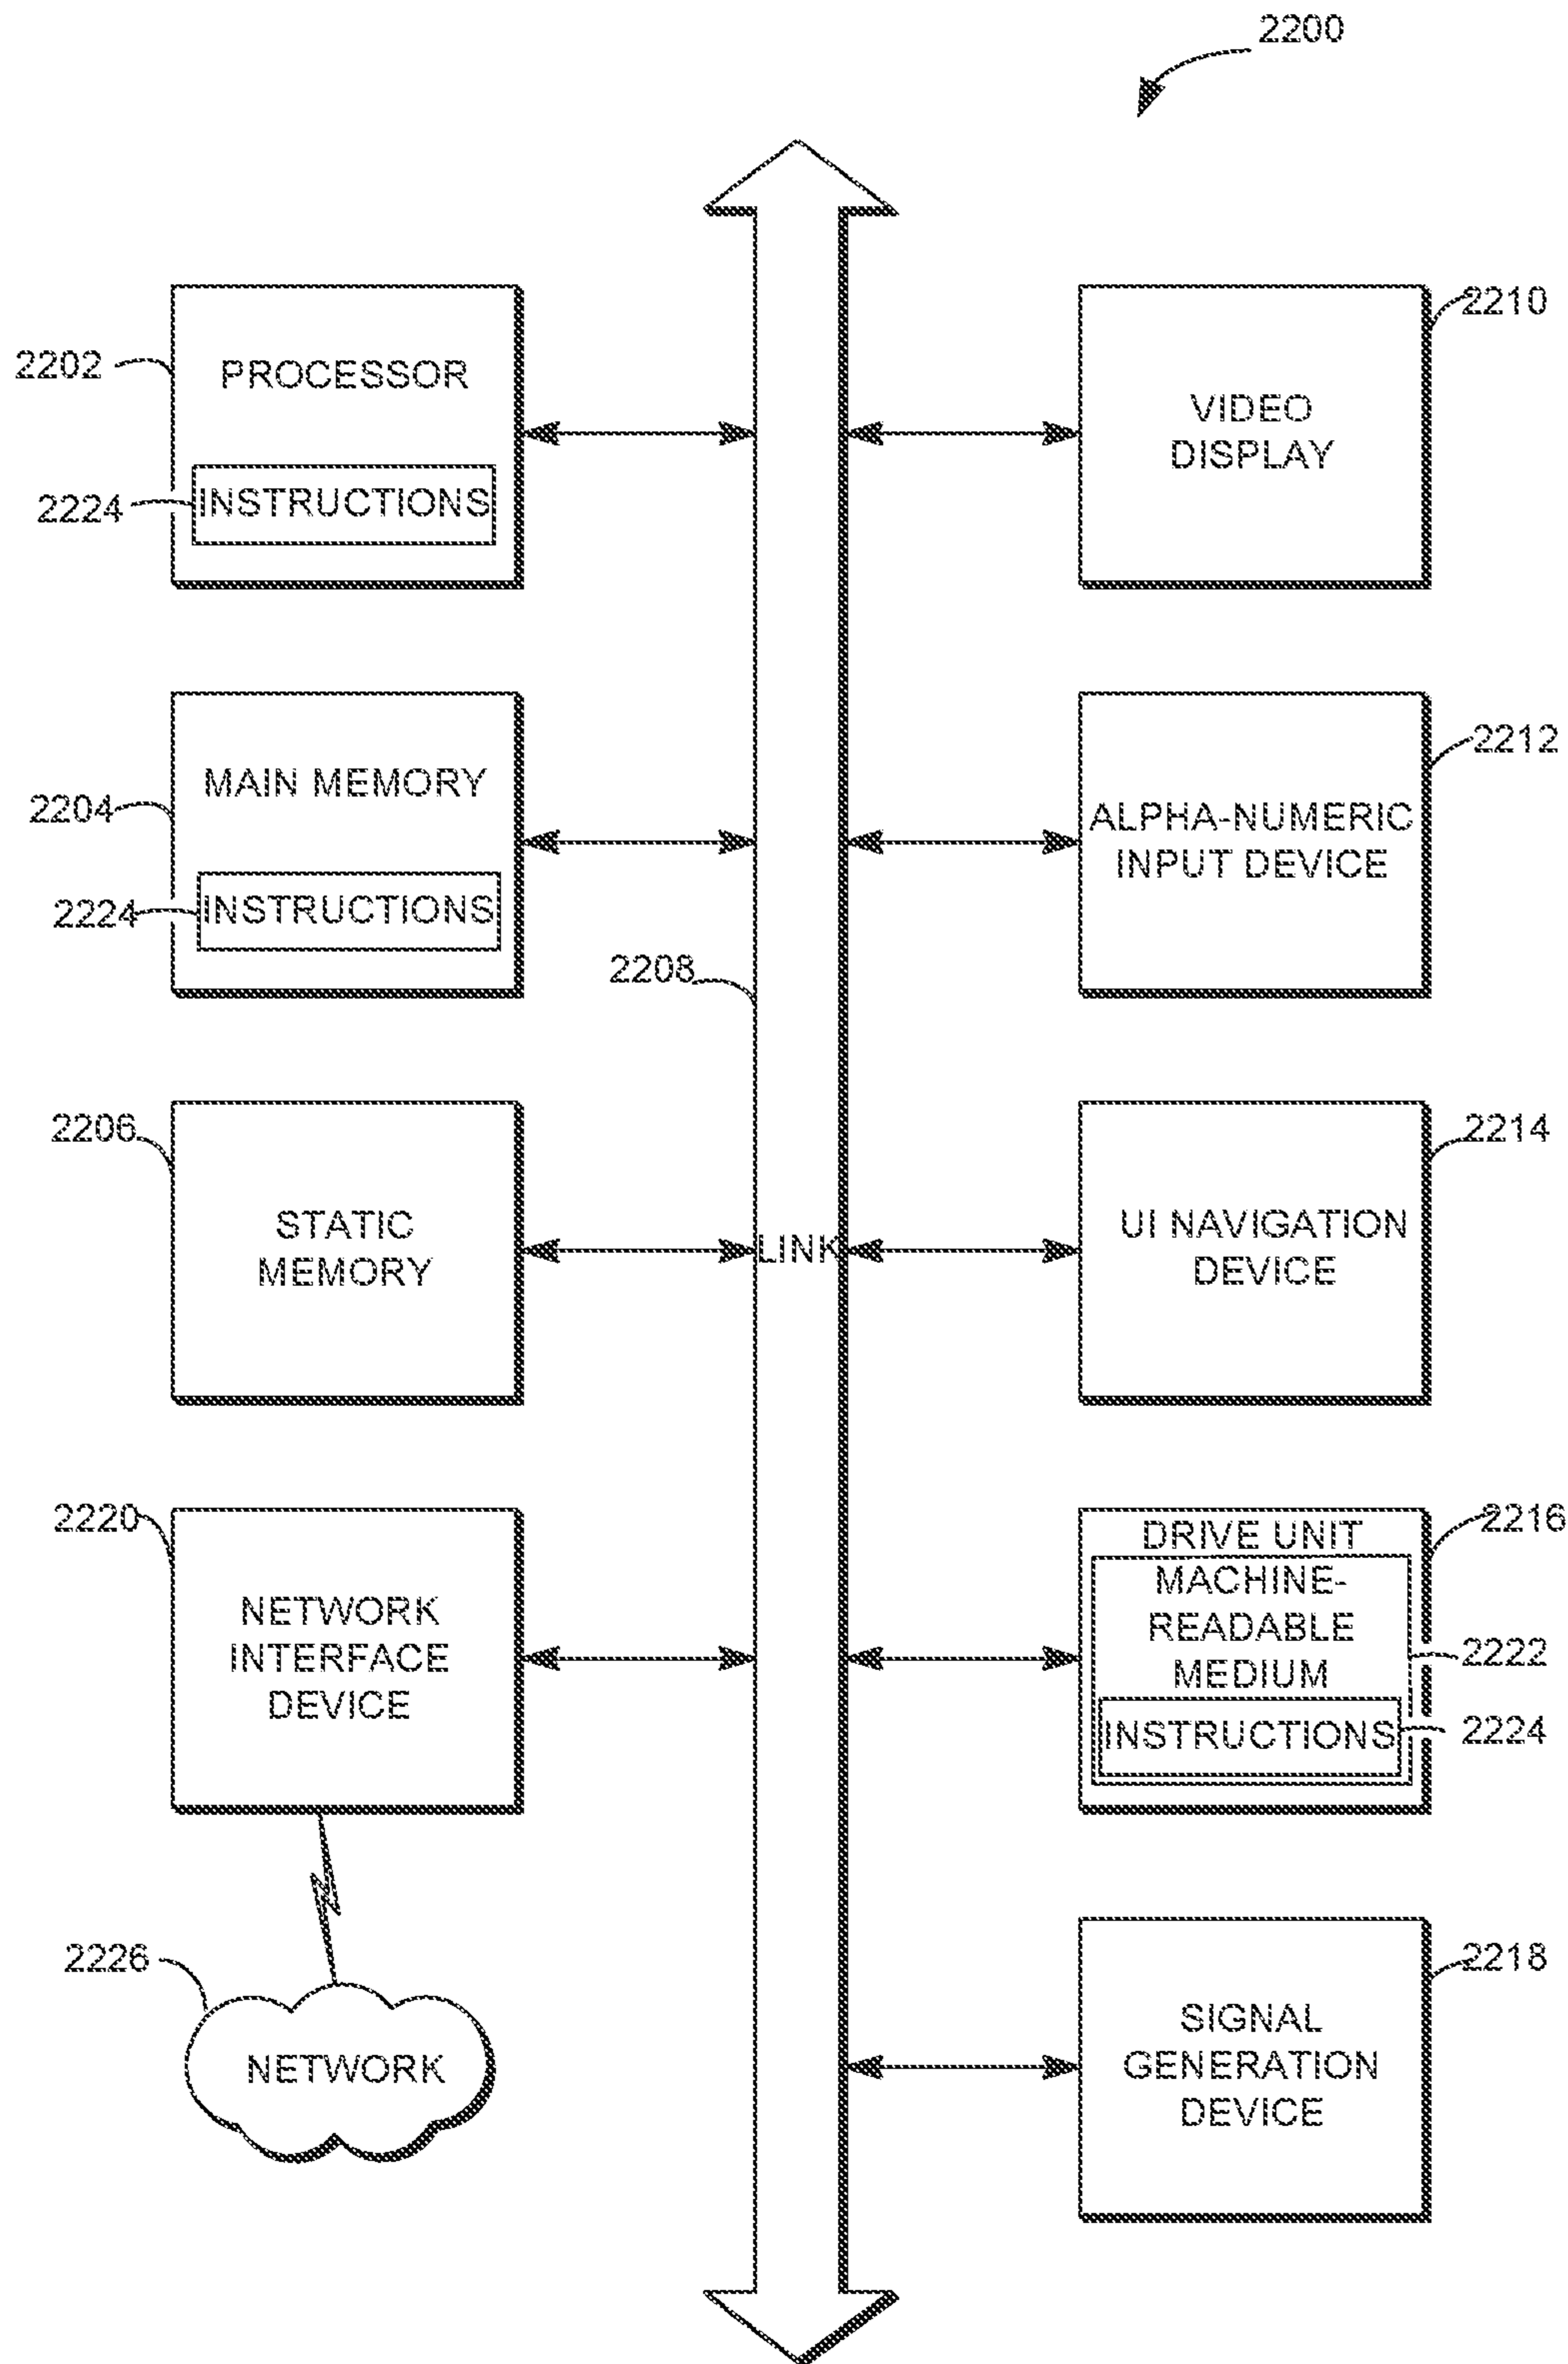 2200
2202
PROCESSOR
2224
INSTRUCTIONS
2210
VIDEO
DISPLAY
2204
MAIN MEMORY
2224
INSTRUCTIONS
2212
ALPHA-NUMERIC
INPUT DEVICE
2208
2206
STATIC
MEMORY
LINK
2214
UI NAVIGATION
DEVICE
2220
NETWORK
INTERFACE
DEVICE
2216
DRIVE UNIT
MACHINE-
READABLE
MEDIUM
2222
INSTRUCTIONS
2224
2226
NETWORK
2218
SIGNAL
GENERATION
DEVICE